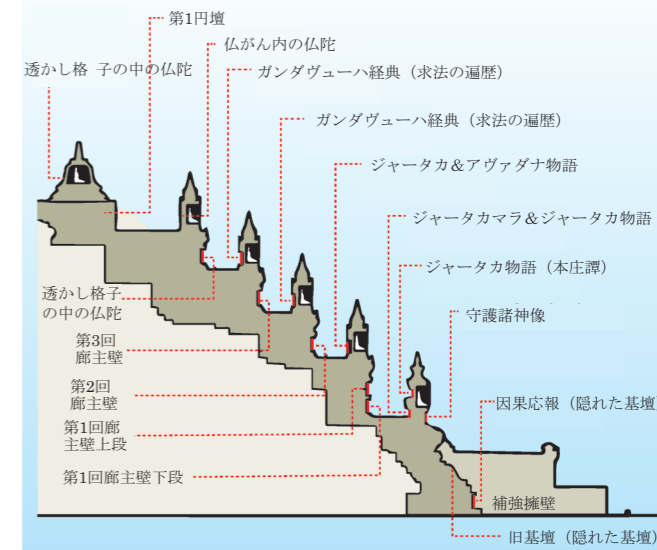 第1円壇
仏がん内の仏陀
透かし格 子の中の仏陀
ガンダヴューハ経典（求法の遍歴）
ガンダヴューハ経典（求法の遍歴）
ジャータカ＆アヴァダナ物語
ジャータカマラ＆ジャータカ物語
ジャータカ物語（本庄譚）
透かし格子
の中の仏陀
守護諸神像
第3回
廊主壁
第2回
廊主壁
因果応報（隠れた基壇
第1回廊
主壁上段
第1回廊主壁下段
補強擁壁
旧基壇（隠れた基壇）